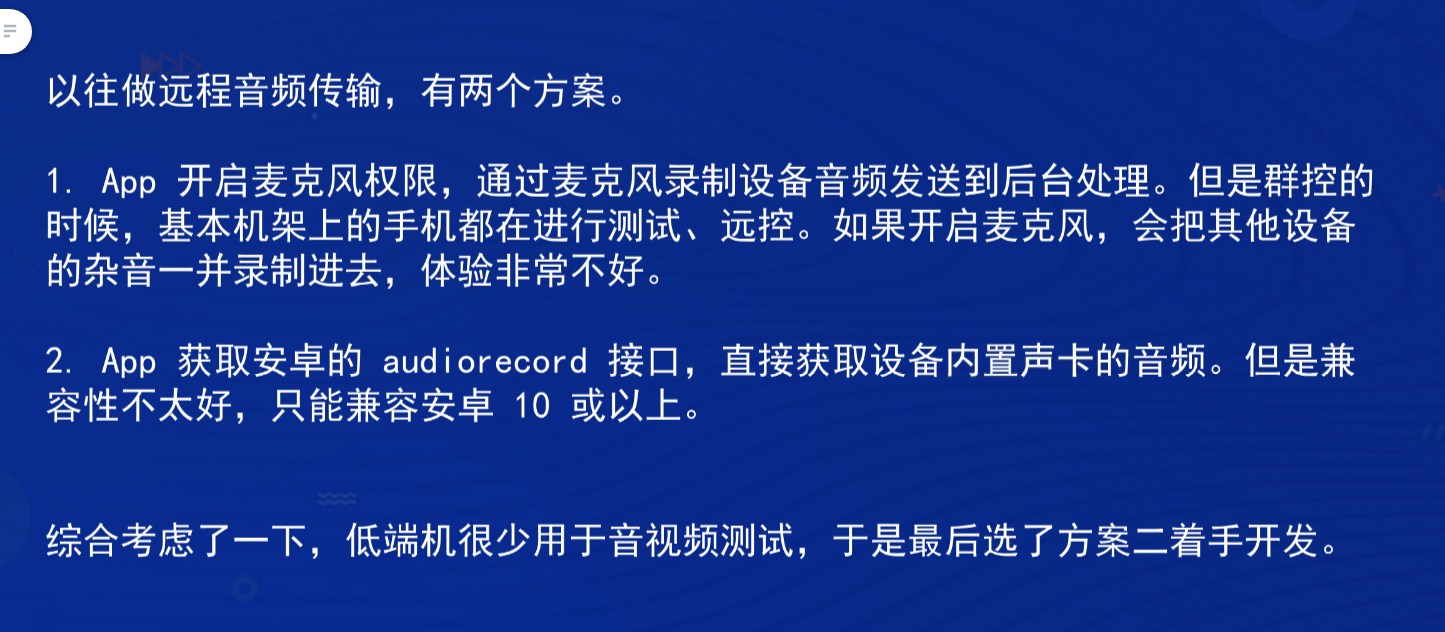 以往做远程音频传输，有两个方案。
1. App 开启麦克风权限，通过麦克风录制设备音频发送到后台处理。但是群控的
时候，基本机架上的手机都在进行测试、远控。如果开启麦克风，会把其他设备
的杂音一并录制进去，体验非常不好。
2. App 获取安卓的 audiorecord 接口，直接获取设备内置声卡的音频。但是兼
容性不太好，只能兼容安卓 10 或以上。
综合考虑了一下，低端机很少用于音视频测试，于是最后选了方案二着手开发。